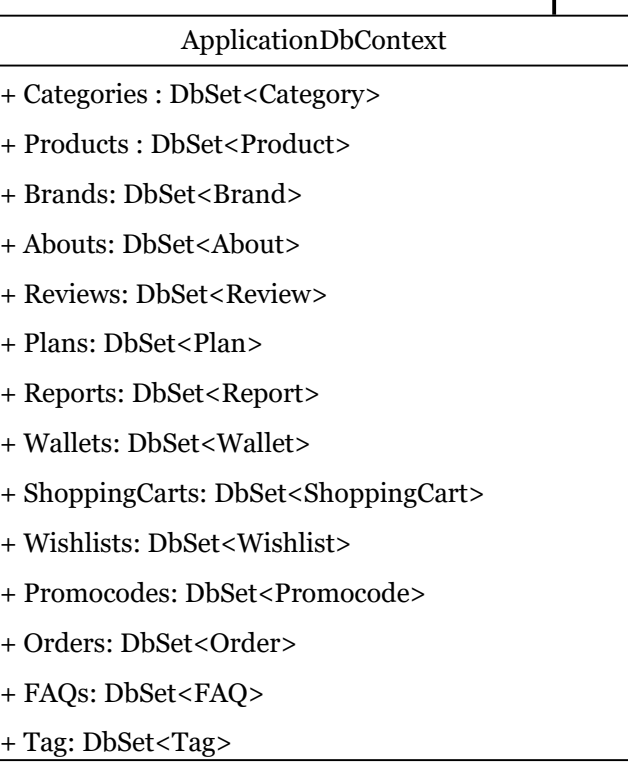 ApplicationDbContext
+ Categories : DbSet<Category>
+ Products : DbSet<Product>
+ Brands: DbSet<Brand>
+ Abouts: DbSet<About>
+ Reviews: DbSet<Review>
+ Plans: DbSet<Plan>
+ Reports: DbSet<Report>
+ Wallets: DbSet<Wallet>
+ ShoppingCarts: DbSet<ShoppingCart>
+ Wishlists: DbSet<Wishlist>
+ Promocodes: DbSet<Promocode>
+ Orders: DbSet<Order>
+ FAQs: DbSet<FAQ>
+ Tag: DbSet<Tag>